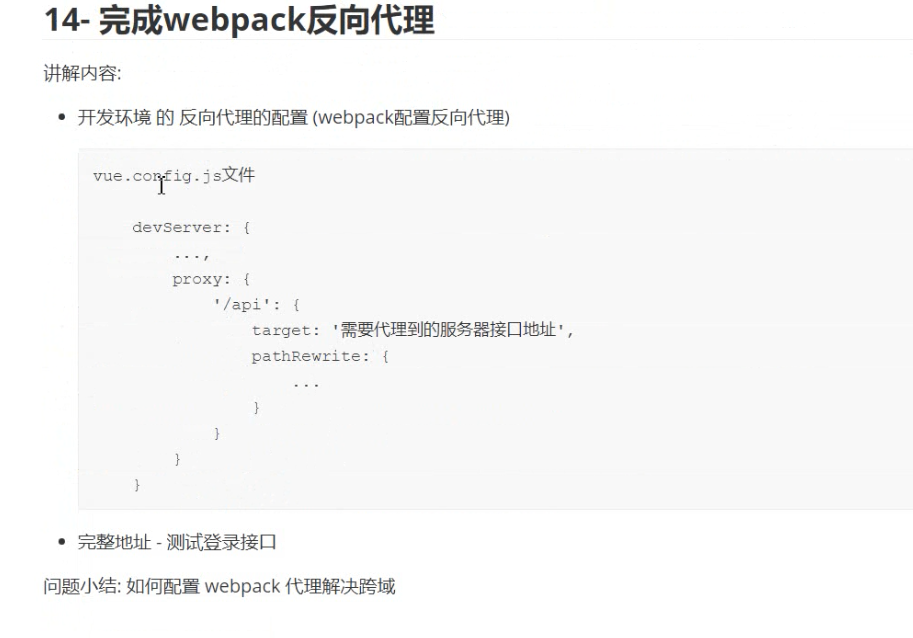 14- 完成webpack反向代理
讲解内容:
• 开发环境 的 反向代理的配置 (webpack配置反向代理)
vue.config.js文件
devServer: {
...,
proxy: {
'/api': {
target: '需要代理到的服务器接口地址',
pathRewrite: {
...
}
}
}
}
• 完整地址 - 测试登录接口
问题小结: 如何配置 webpack 代理解决跨域